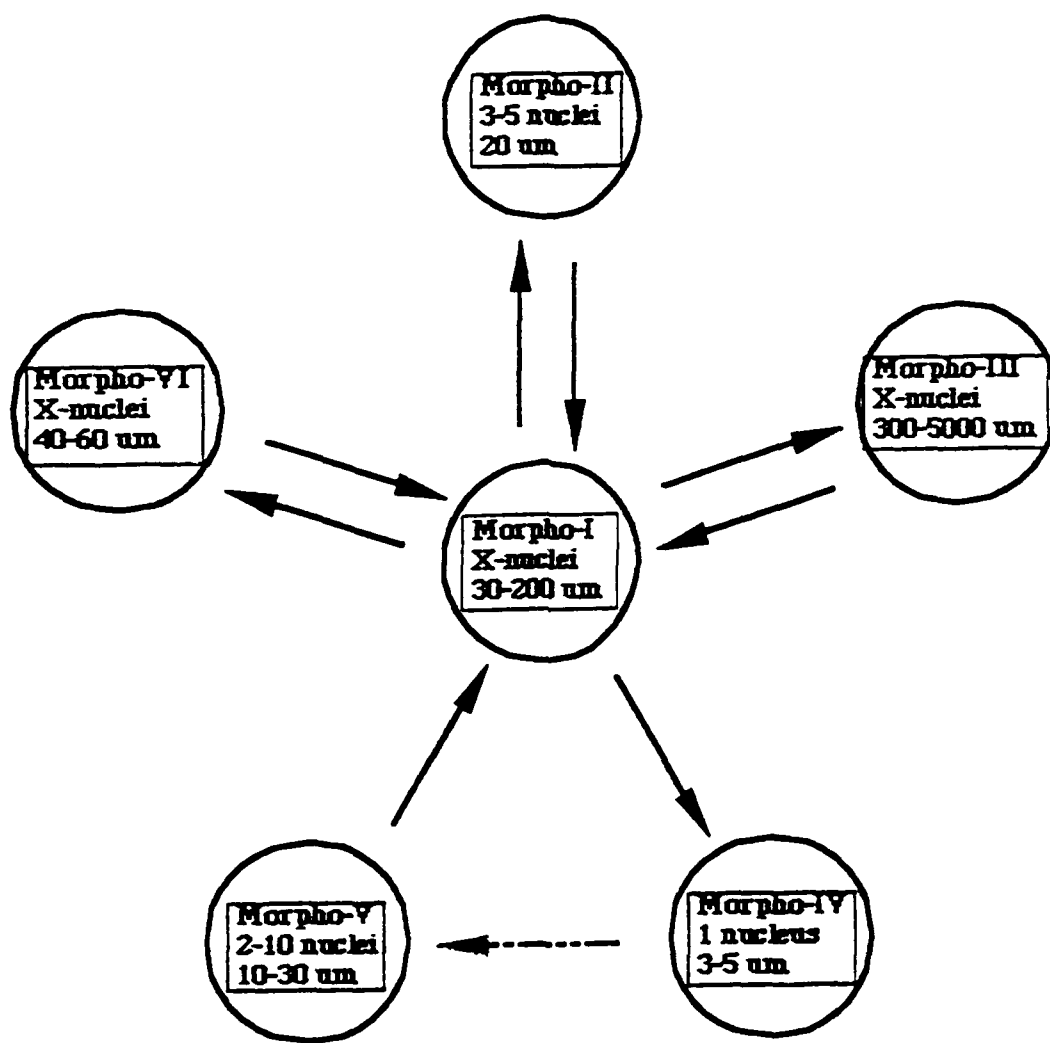 Morpho-II
3-5 nuclei
20 um
Morpho-VI
X-nuclei
40-60 um
Morpho-III
X-nuclei
300-5000 um
Morpho-I
X-nuclei
30-200 um
Morpho-V
2-10 nuclei
10-30 um
Morpho-IV
1 nucleus
3-5 um